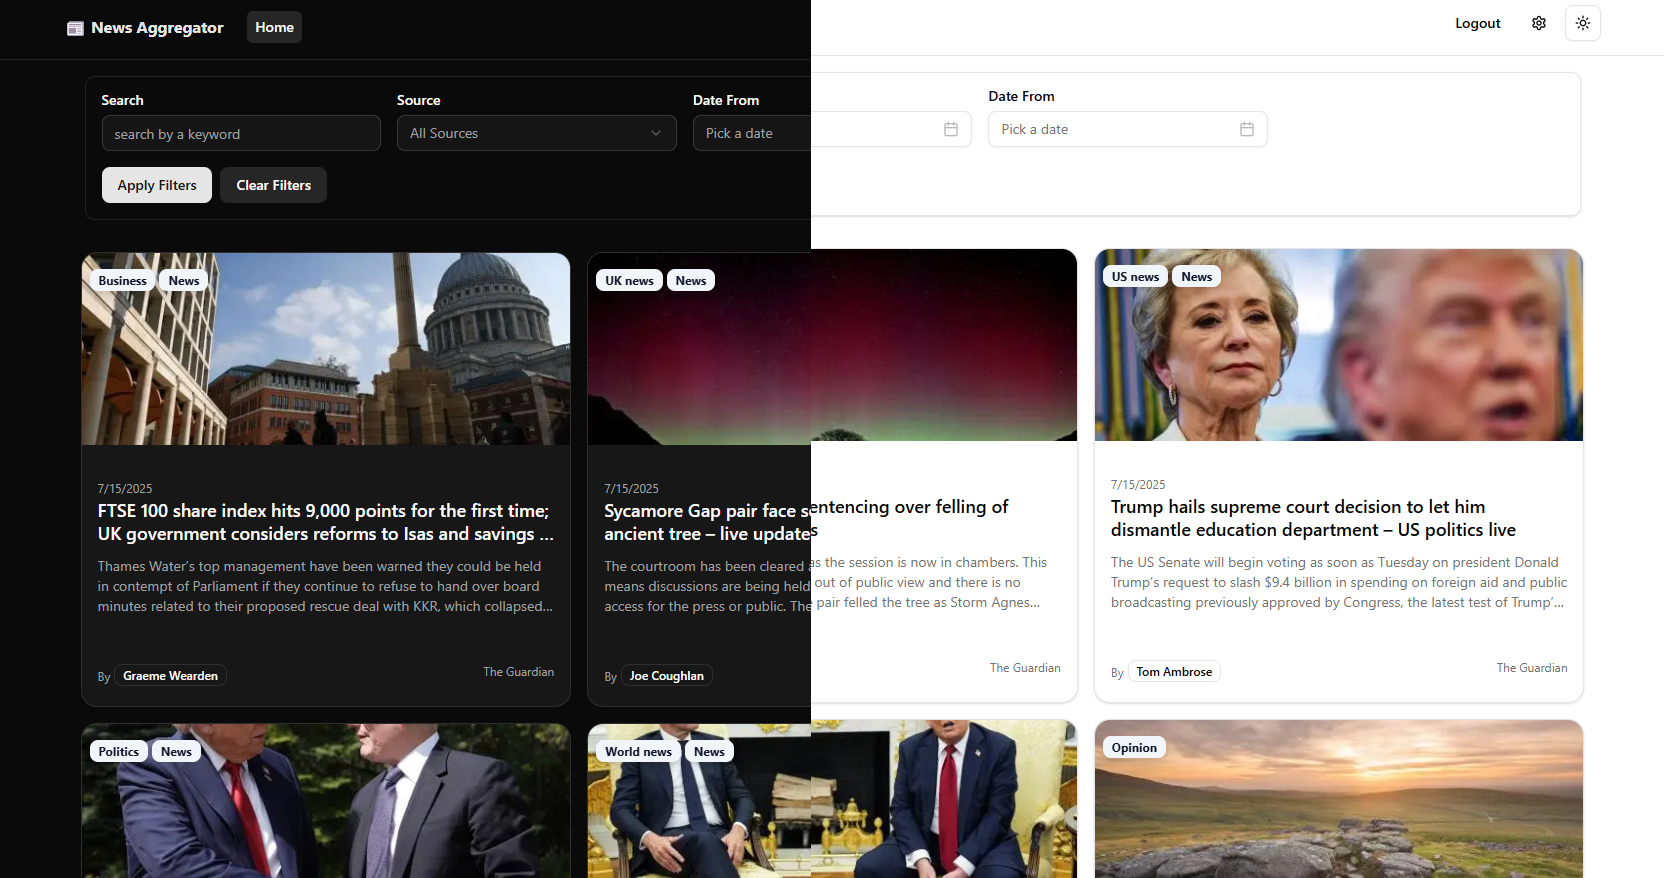 News Aggregator
Home
Logout
Search
Source
Date From
Date From
search by a keyword
All Sources
Pick a date
Pick a date
Apply Filters
Clear Filters
Business
News
7/15/2025
FTSE 100 share index hits 9,000 points for the first time;
UK government considers reforms to Isas and savings ...
Thames Water’s top management have been warned they could be held
in contempt of Parliament if they continue to refuse to hand over board
minutes related to their proposed rescue deal with KKR, which collapsed...
By Graeme Wearden
The Guardian
UK news
News
7/15/2025
Sycamore Gap pair face sentencing over felling of
ancient tree – live updates
The courtroom has been cleared as the session is now in chambers. This
means discussions are being held out of public view and there is no
access for the press or public. The pair felled the tree as Storm Agnes...
By Joe Coughlan
The Guardian
US news
News
7/15/2025
Trump hails supreme court decision to let him
dismantle education department – US politics live
The US Senate will begin voting as soon as Tuesday on president Donald
Trump’s request to slash $9.4 billion in spending on foreign aid and public
broadcasting previously approved by Congress, the latest test of Trump’...
By Tom Ambrose
The Guardian
Politics
News
World news
News
Opinion